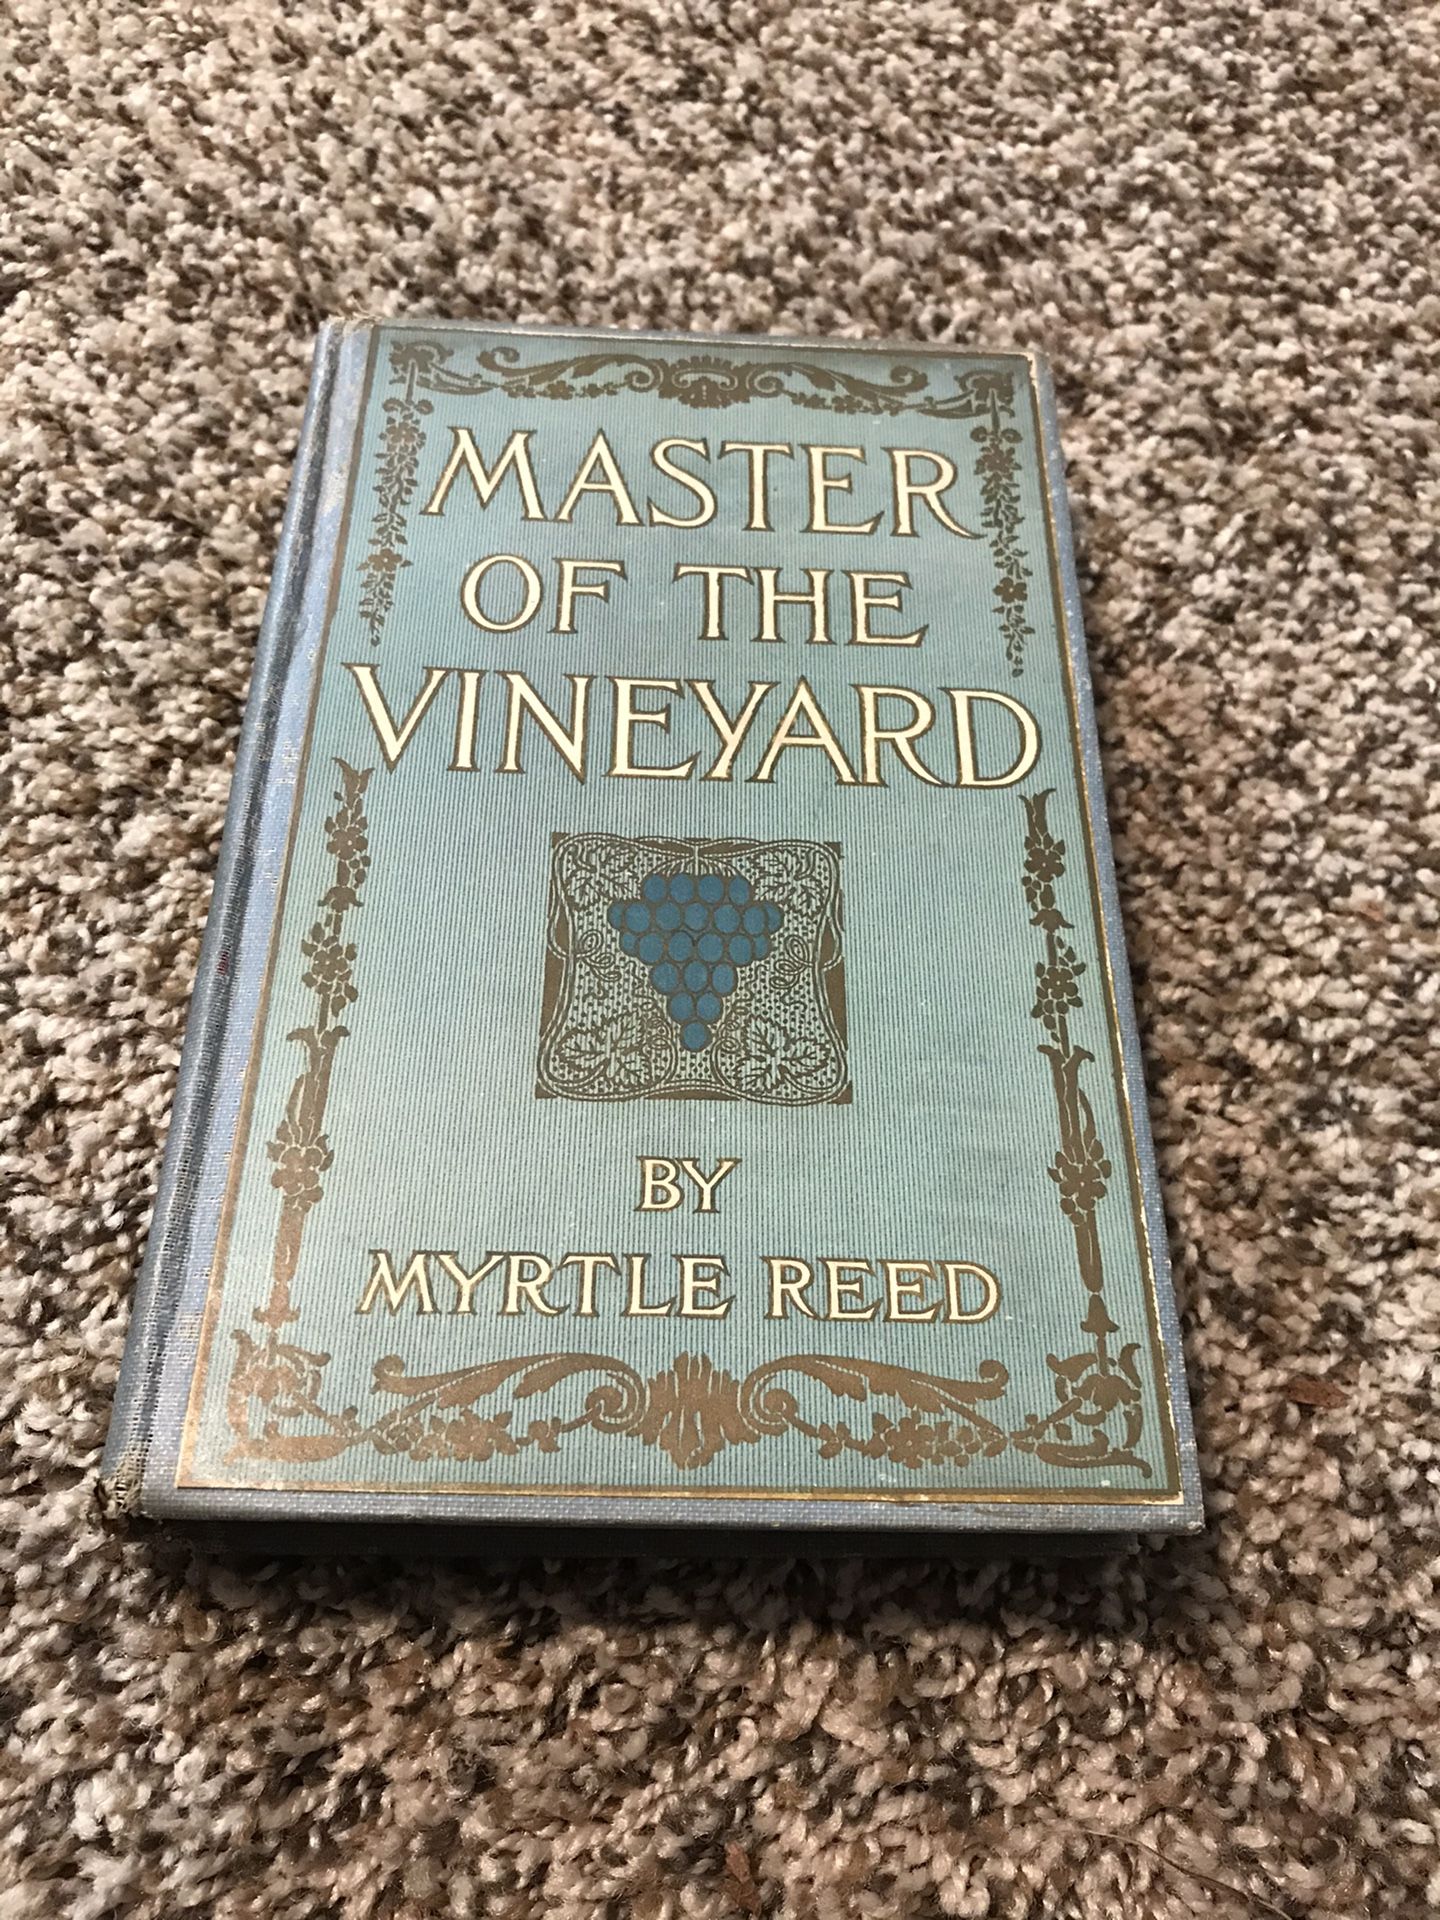 MASTER
OF THE
VINEYARD
BY
MYRTLE REED